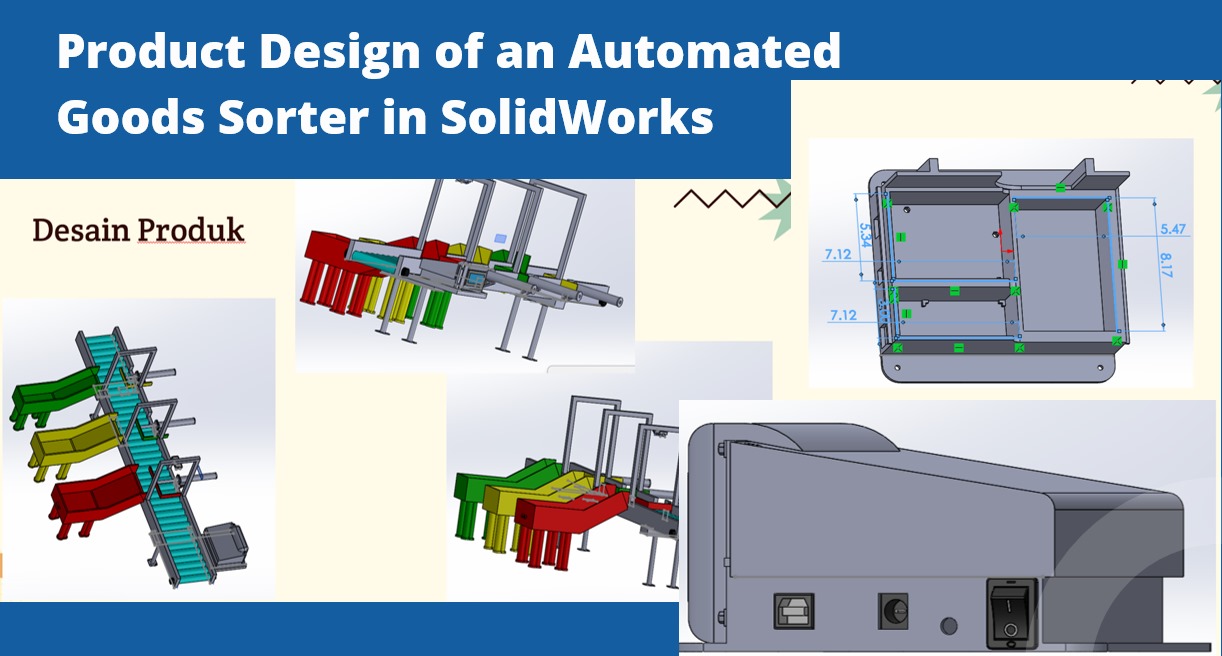 Product Design of an Automated
Goods Sorter in SolidWorks
Desain Produk
5.34
7.12
7.12
5.47
8.17